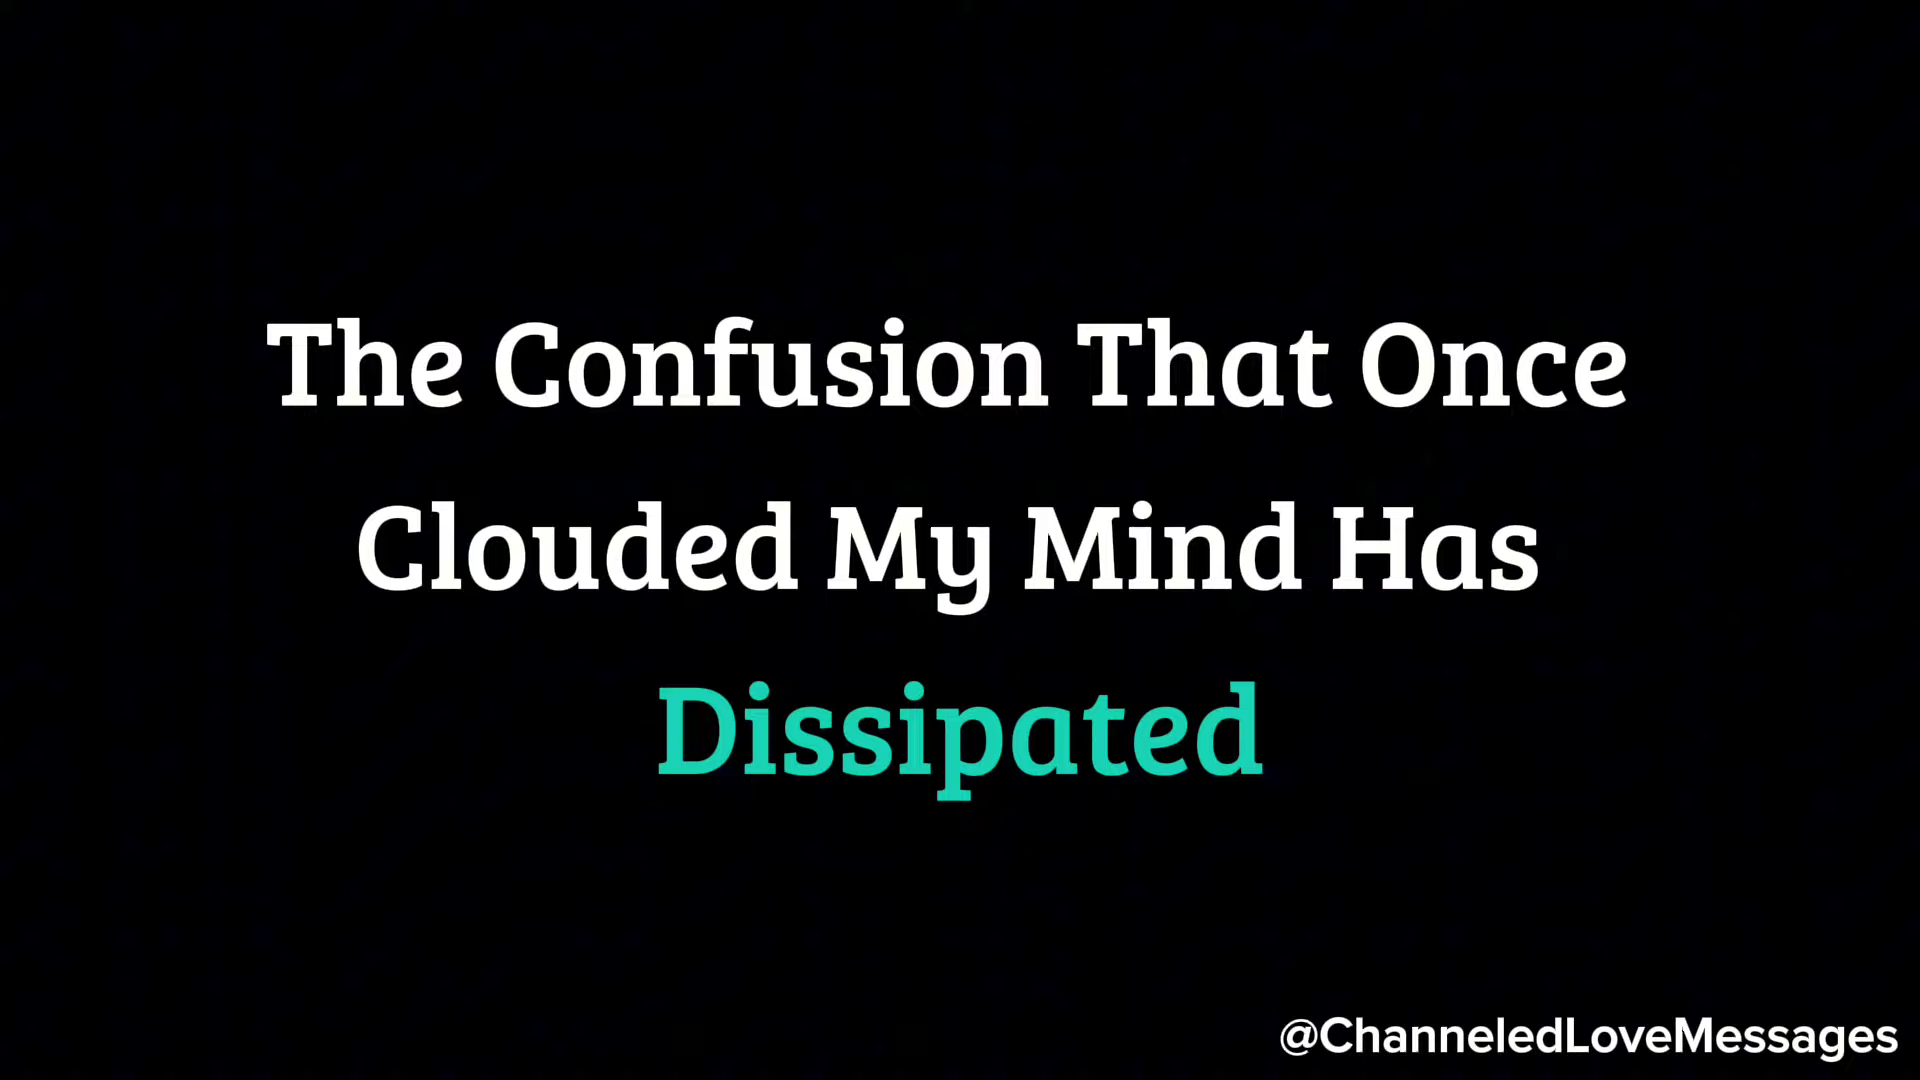 The Confusion That Once
Clouded My Mind Has
Dissipated
@ChanneledLoveMessages